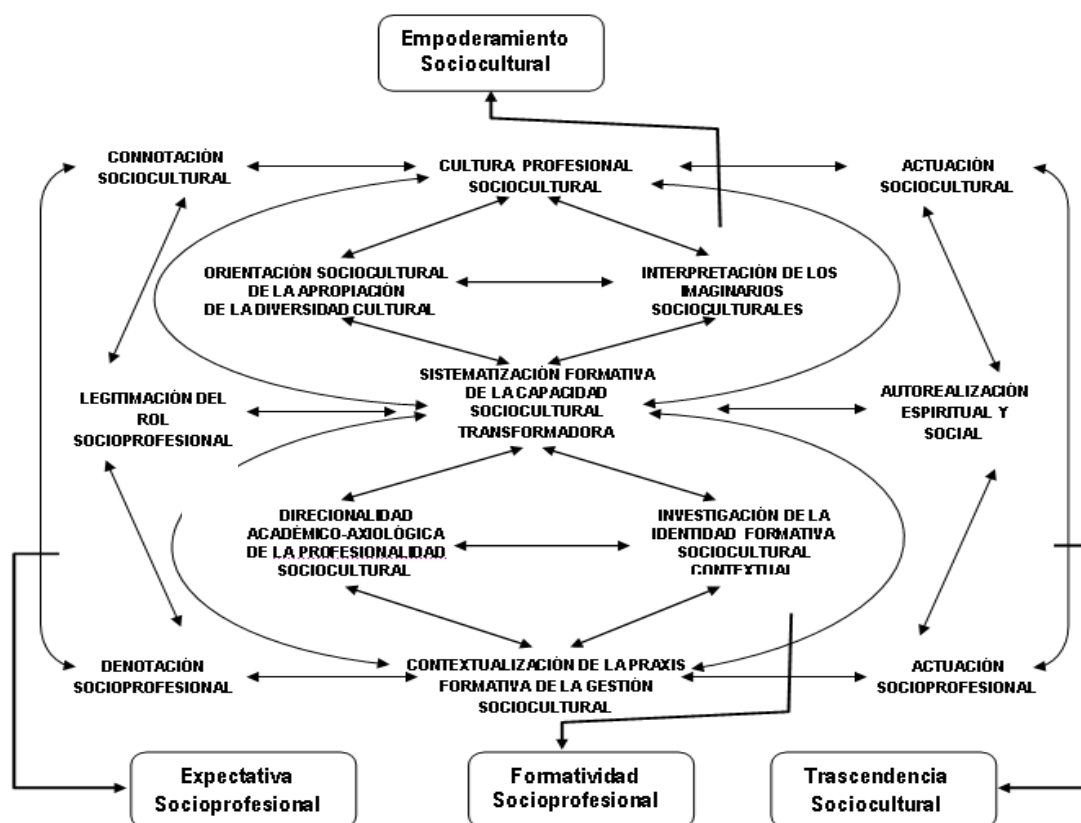 Empoderamiento
Sociocultural
CONNOTACIÓN
SOCIOCULTURAL
CULTURA PROFESIONAL
SOCIOCULTURAL
ACTUACIÓN
SOCIOCULTURAL
ORIENTACIÓN SOCIOCULTURAL
DE LA APROPIACIÓN
DE LA DIVERSIDAD CULTURAL
INTERPRETACIÓN DE LOS
IMAGINARIOS
SOCIOCULTURALES
LEGITIMACIÓN DEL
ROL
SOCIOPROFESIONAL
SISTEMATIZACIÓN FORMATIVA
DE LA CAPACIDAD
SOCIOCULTURAL
TRANSFORMADORA
AUTOREALIZACIÓN
ESPIRITUAL Y
SOCIAL
DIRECIONALIDAD
ACADÉMICO-AXIOLÓGICA
DE LA PROFESIONALIDAD
SOCIOCULTURAL
INVESTIGACIÓN DE LA
IDENTIDAD FORMATIVA
SOCIOCULTURAL
CONTEXTUAL
DENOTACIÓN
SOCIOPROFESIONAL
CONTEXTUALIZACIÓN DE LA PRAXIS
FORMATIVA DE LA GESTIÓN
SOCIOCULTURAL
ACTUACIÓN
SOCIOPROFESIONAL
Expectativa
Socioprofesional
Formatividad
Socioprofesional
Trascendencia
Sociocultural